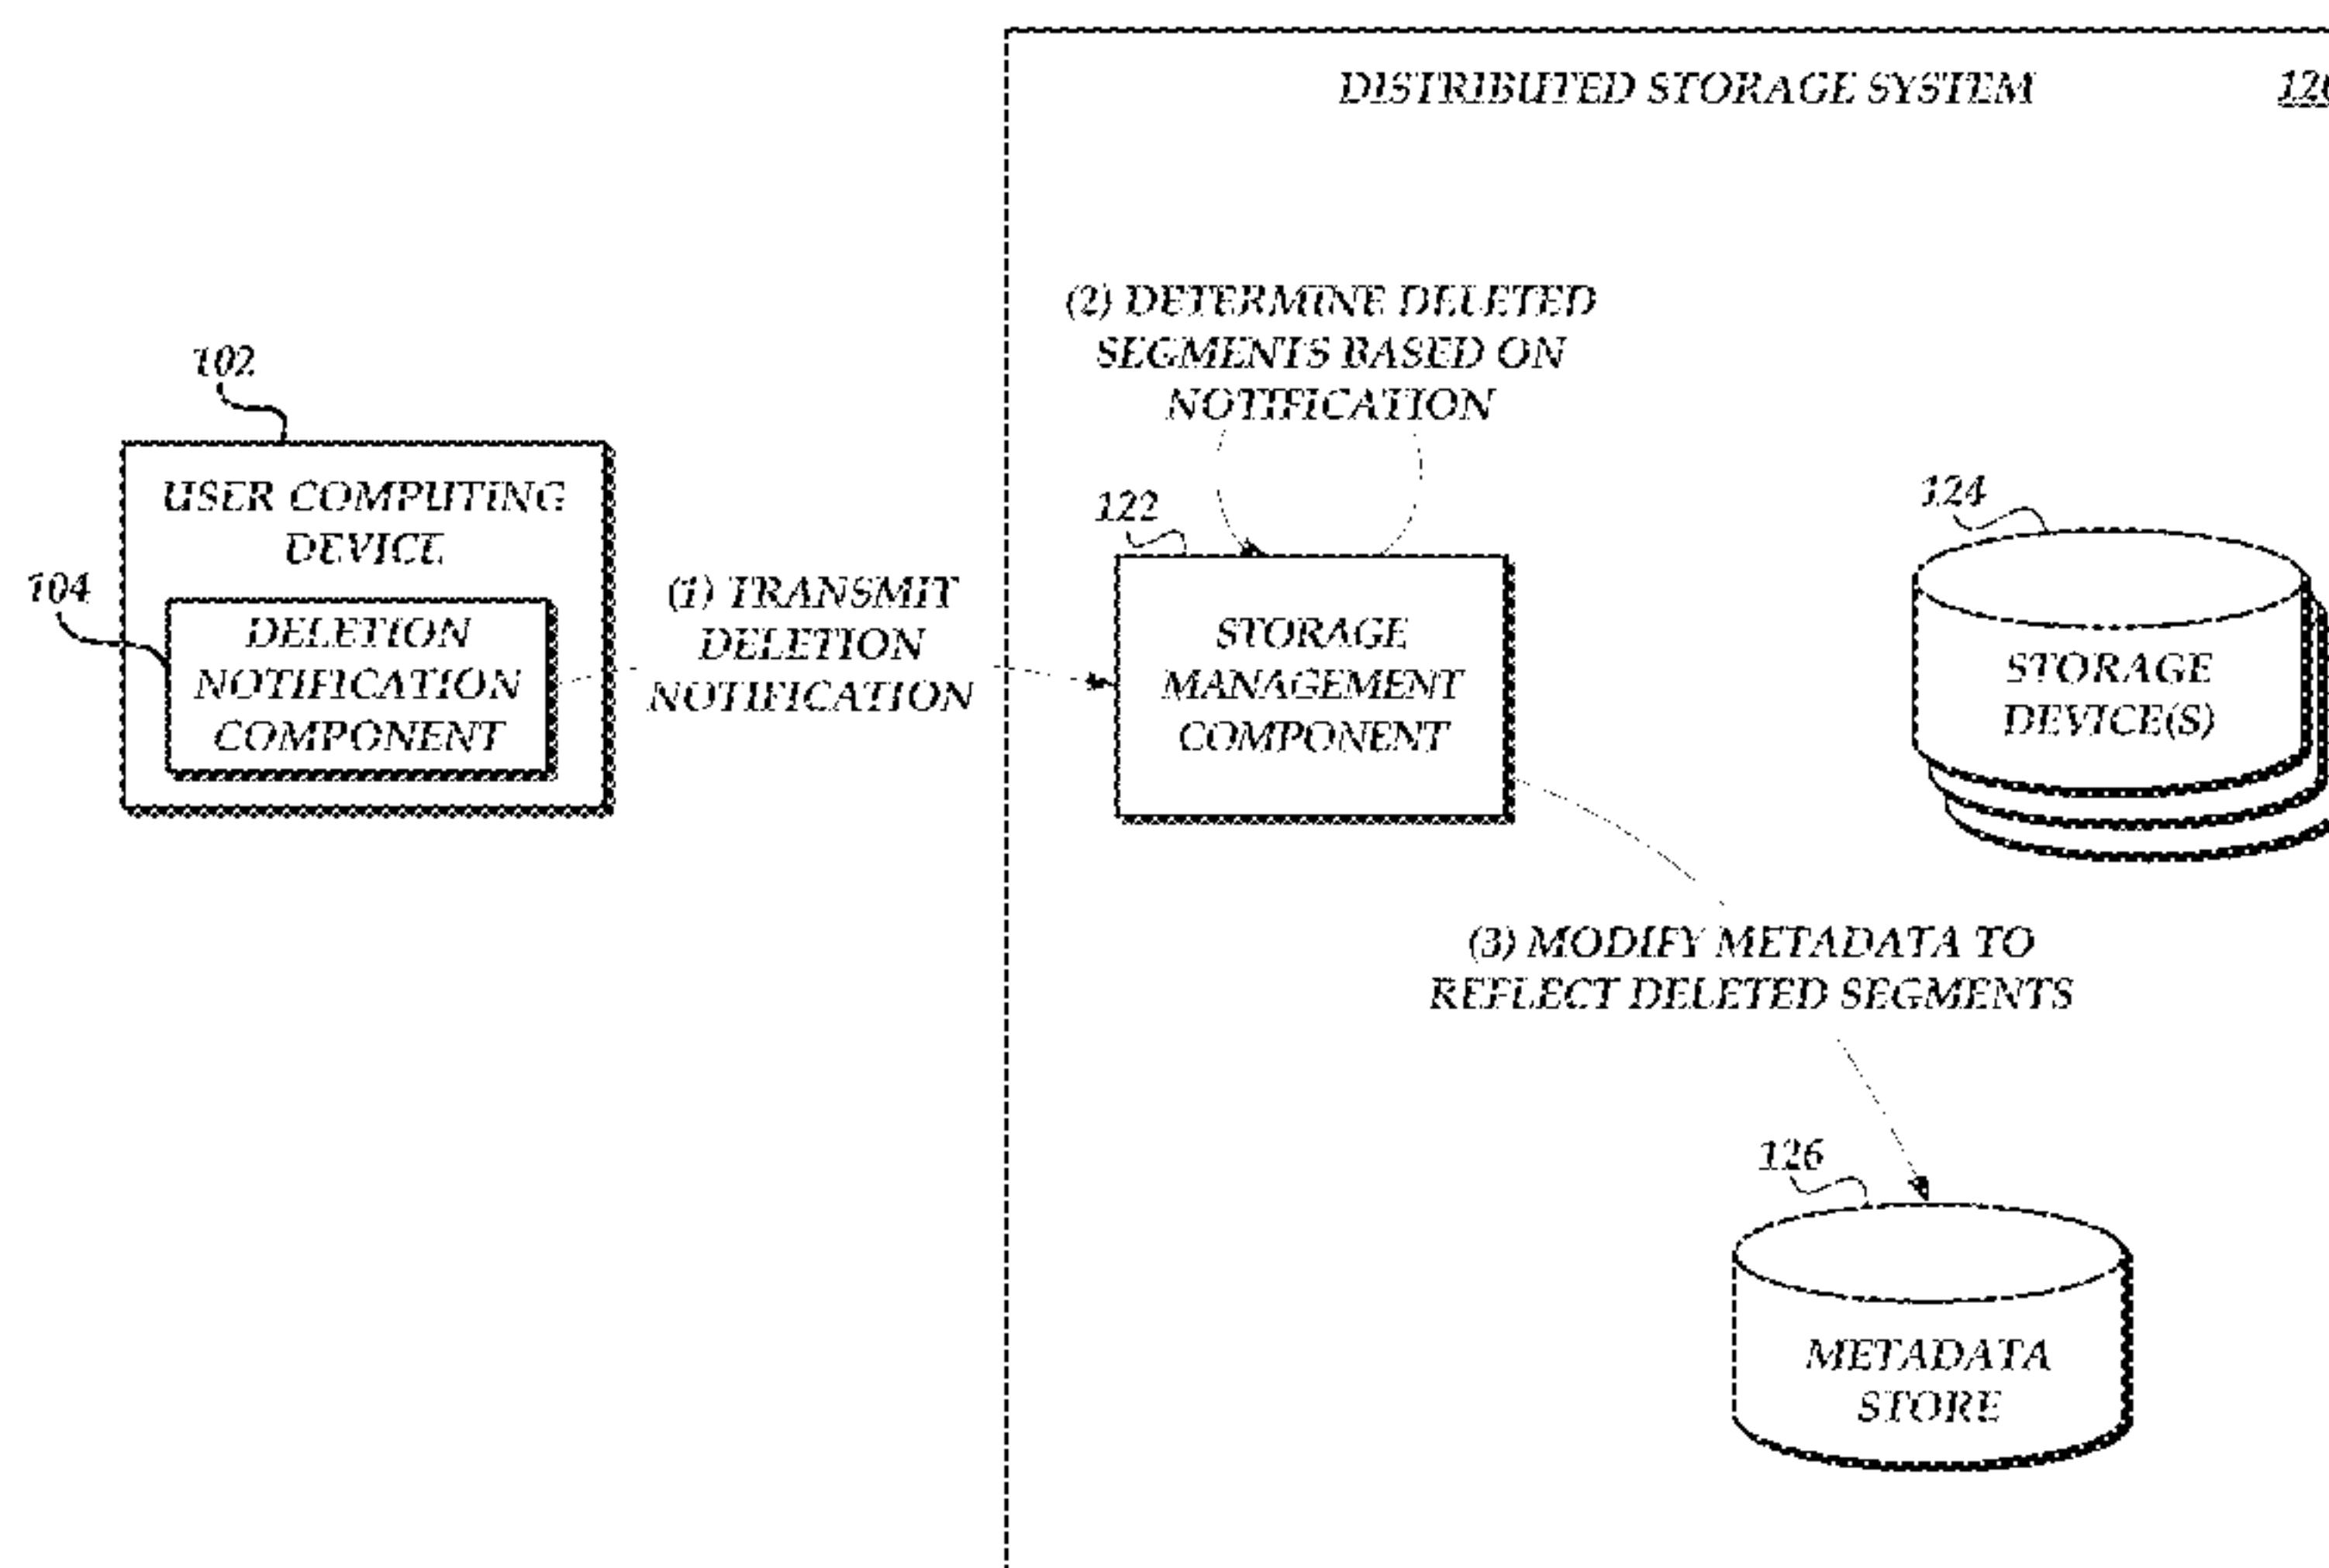 DISTRIBUTED STORAGE SYSTEM
(2) DETERMINE DELETED
SEGMENTS BASED ON
NOTIFICATION
102
USER COMPUTING
DEVICE
104
DELETION
NOTIFICATION
COMPONENT
(1) TRANSMIT
DELETION
NOTIFICATION
122
STORAGE
MANAGEMENT
COMPONENT
124
STORAGE
DEVICE(S)
(3) MODIFY METADATA TO
REFLECT DELETED SEGMENTS
126
METADATA
STORE